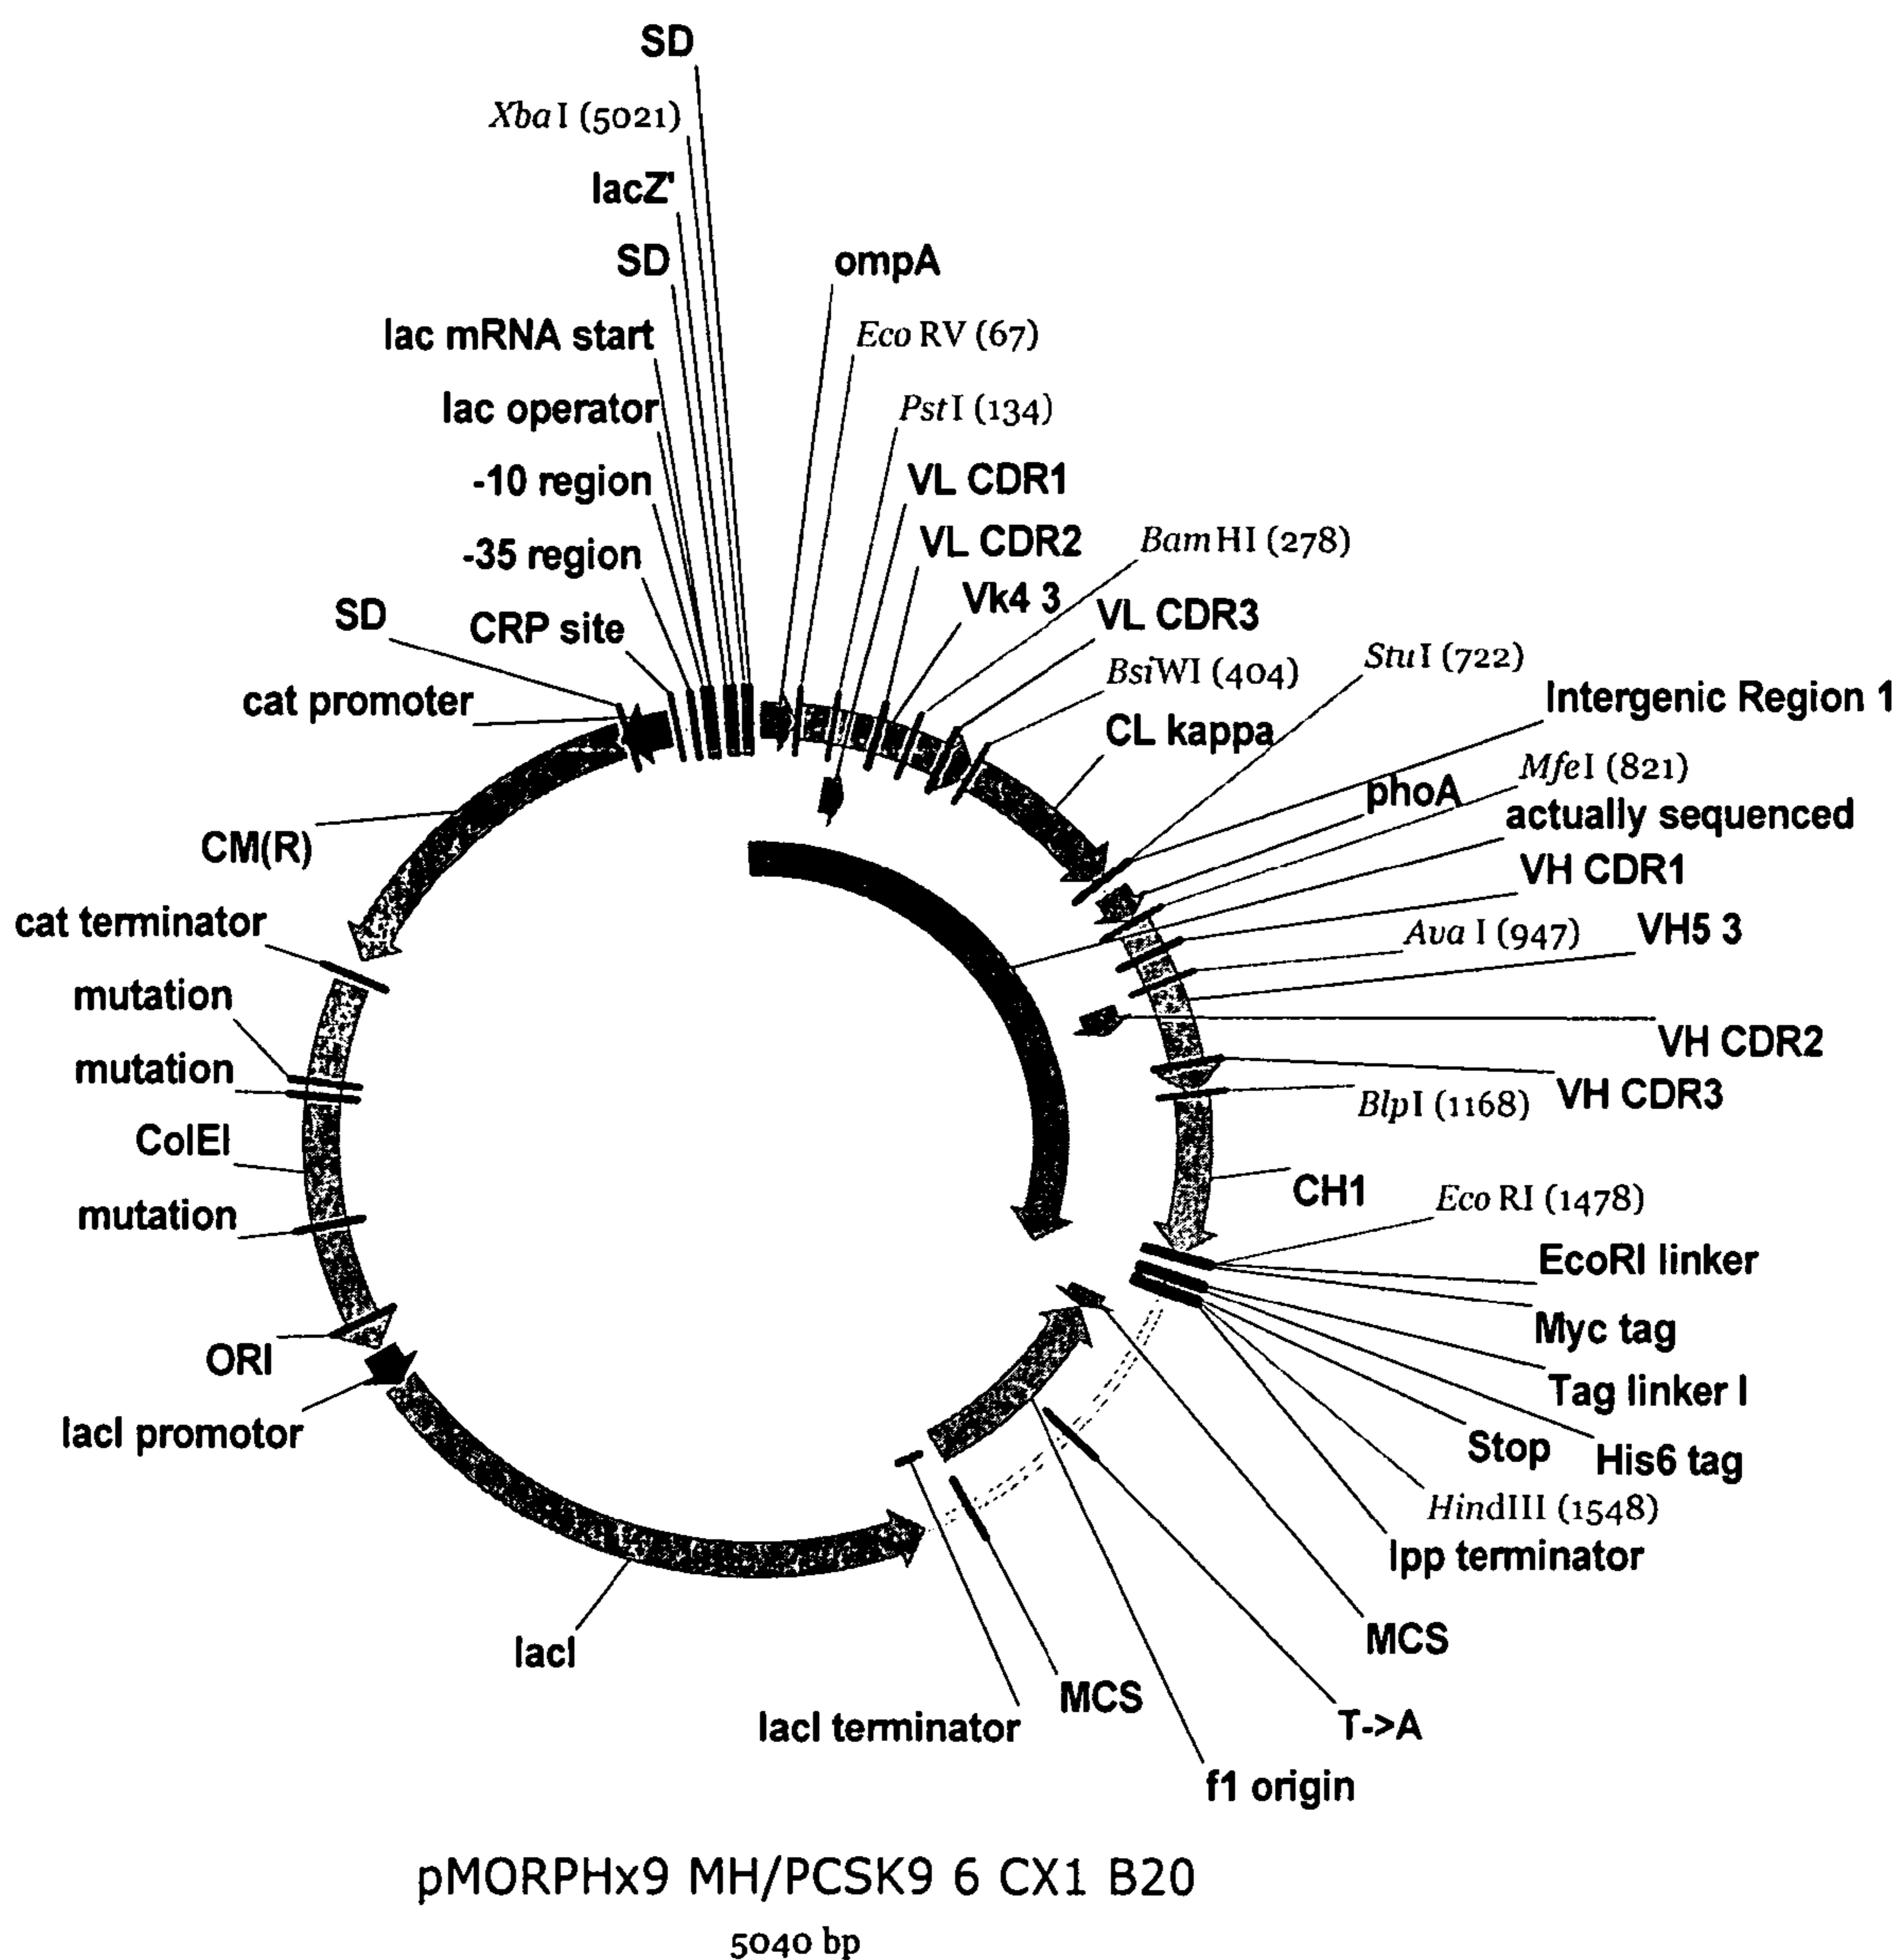 SD
XbaI (5021)
lacZ'
SD
ompA
lac mRNA start
Eco RV (67)
lac operator
PstI (134)
-10 region
VL CDR1
-35 region
VL CDR2
BamHI (278)
SD
CRP site
Vk4 3
VL CDR3
StuI (722)
cat promoter
BsiWI (404)
Intergenic Region 1
CL kappa
MfeI (821)
phoA
actually sequenced
CM(R)
VH CDR1
cat terminator
Ava I (947)
VH5 3
mutation
VH CDR2
mutation
BlpI (1168)
VH CDR3
ColEI
CH1
Eco RI (1478)
mutation
EcoRI linker
Myc tag
ORI
Tag linker I
lacI promotor
Stop
His6 tag
HindIII (1548)
lpp terminator
lacI
MCS
MCS
lacI terminator
T->A
f1 origin
pMORPHx9 MH/PCSK9 6 CX1 B20
5040 bp